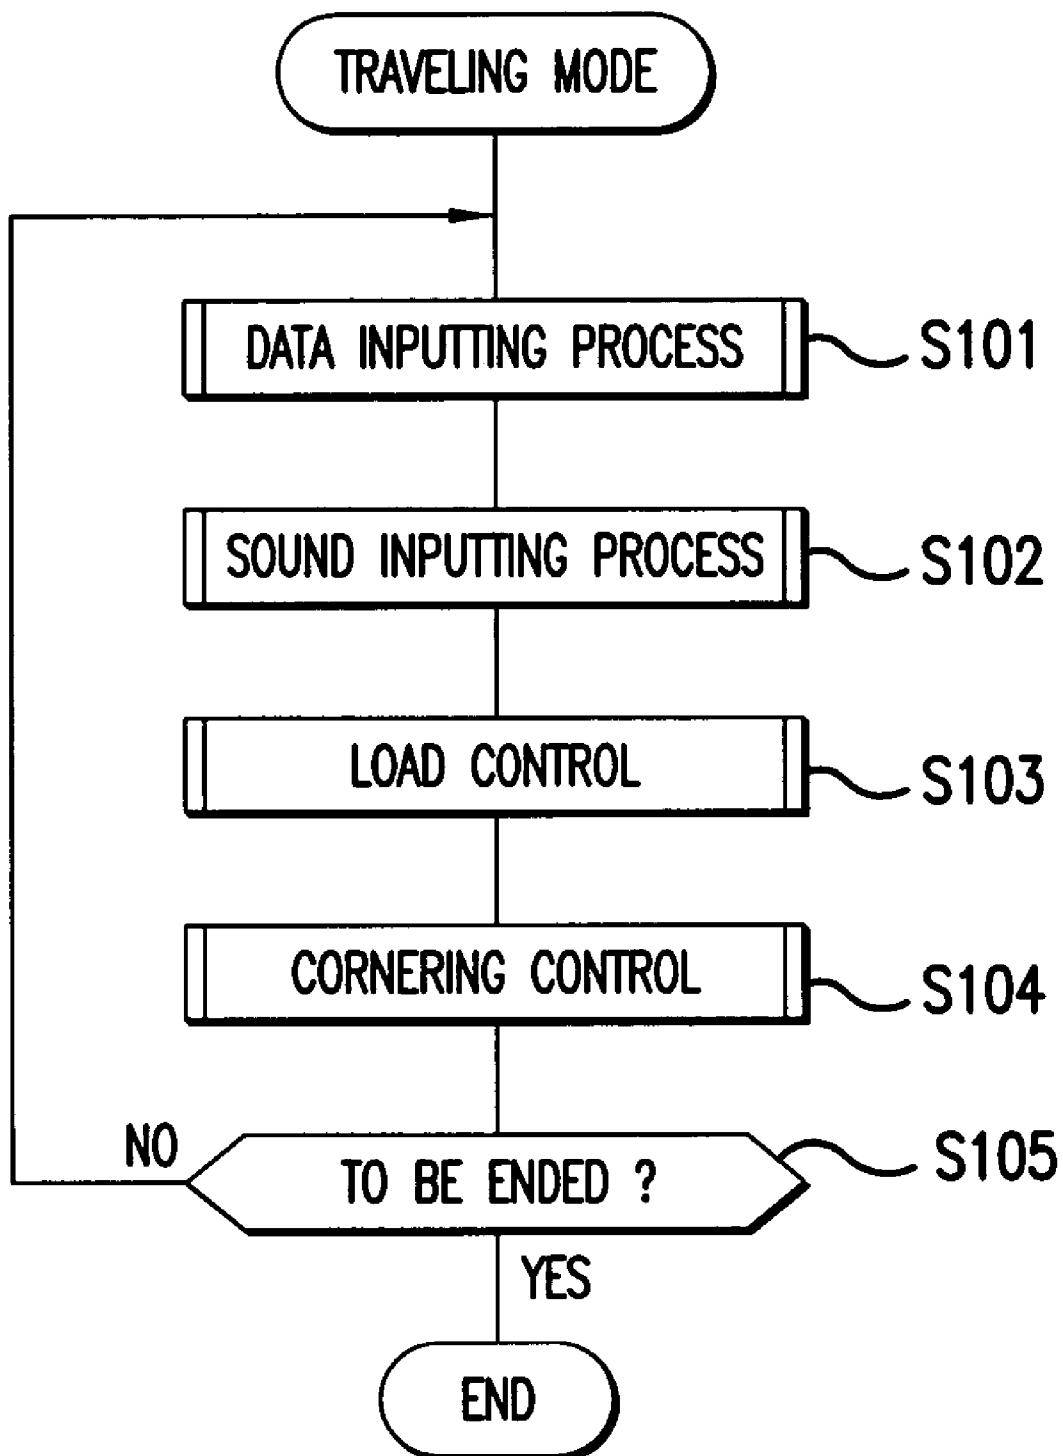 TRAVELING MODE
DATA INPUTTING PROCESS
S101
SOUND INPUTTING PROCESS
S102
LOAD CONTROL
S103
CORNERING CONTROL
S104
NO
TO BE ENDED ?
S105
YES
END